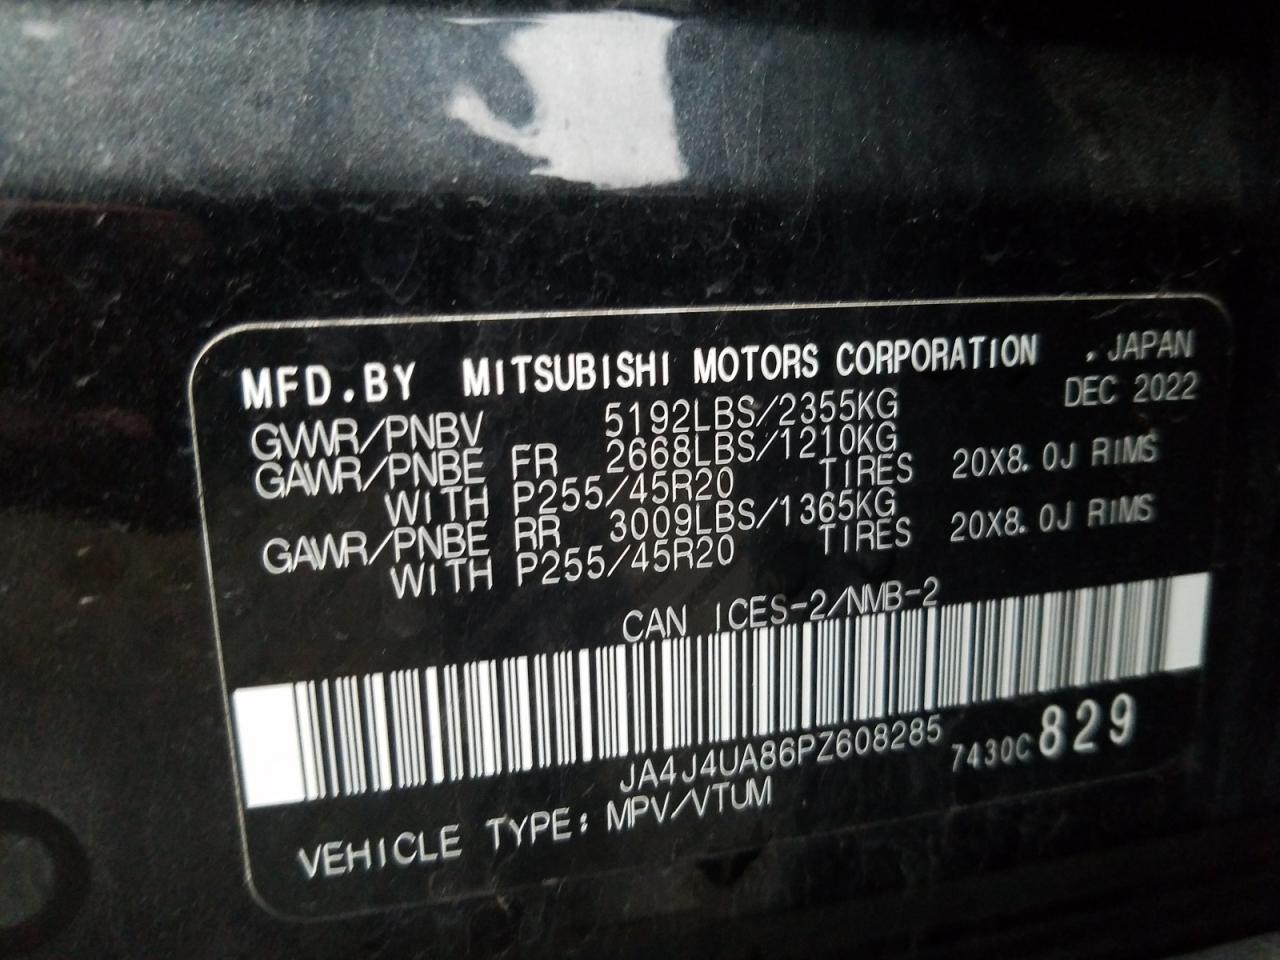 MFD.BY MITSUBISHI MOTORS CORPORATION , JAPAN
DEC 2022
GVWR/PNBV 5192LBS/2355KG
GAWR/PNBE FR 2668LBS/1210KG
WITH P255/45R20 TIRES 20X8.0J RIMS
GAWR/PNBE RR 3009LBS/1365KG
WITH P255/45R20 TIRES 20X8.0J RIMS
CAN ICES-2/NMB-2
JA4J4UA86PZ608285 7430C 829
VEHICLE TYPE: MPV/VTUM